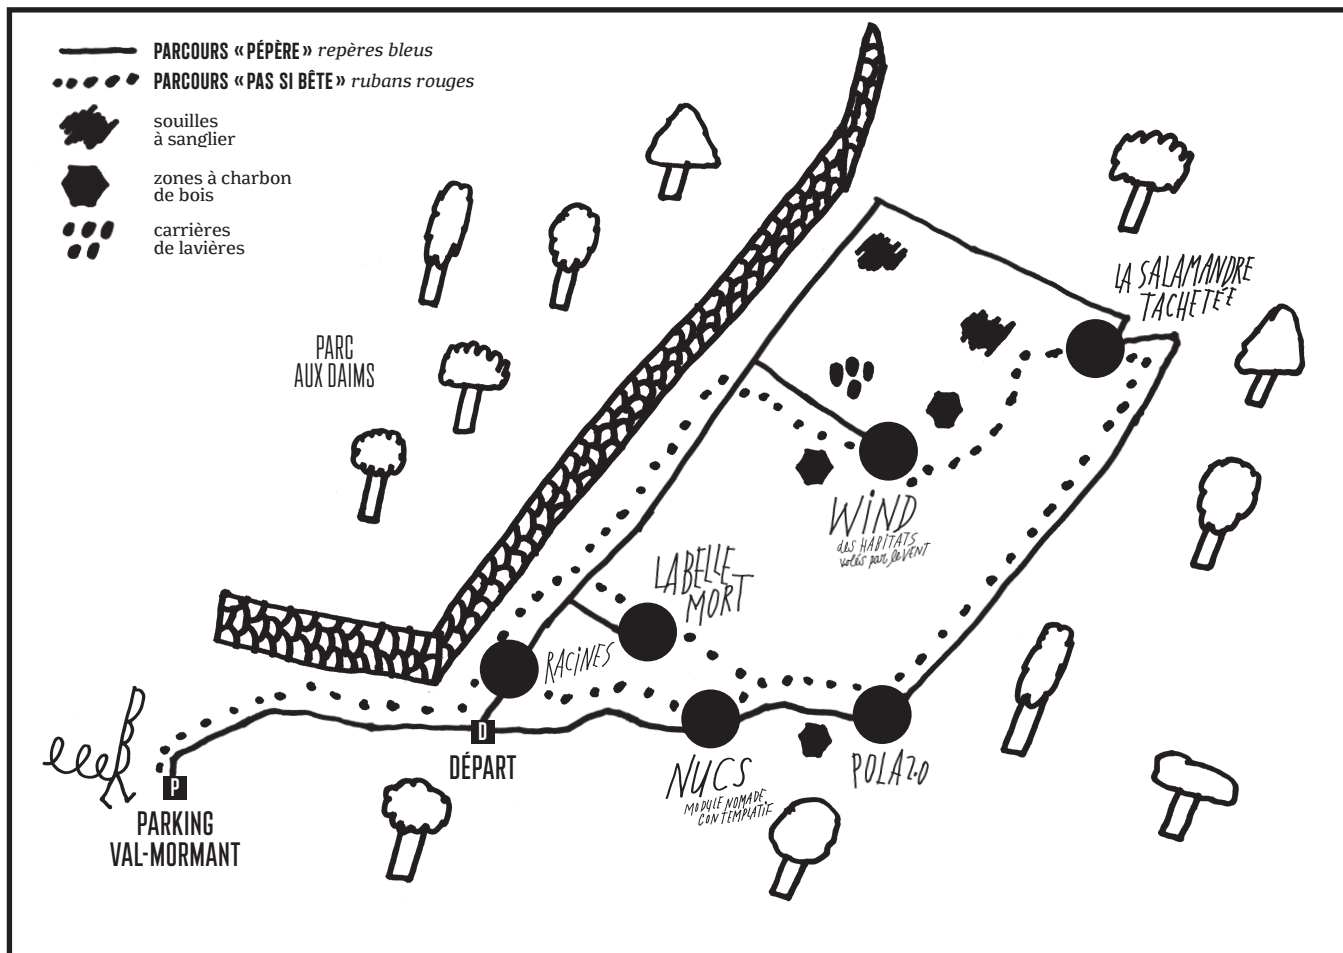 PARCOURS « PÉPÈRE » repères bleus
PARCOURS « PAS SI BÊTE » rubans rouges
souilles
à sanglier
zones à charbon
de bois
carrières
de lavières
PARC
AUX DAIMS
LA SALAMANDRE
TACHETÉE
WIND
des HABITATS
volés par le VENT
LA BELLE
MORT
RACINES
D
DÉPART
P
PARKING
VAL-MORMANT
NUCS
MODULE NOMADE
CONTEMPLATIF
POLA 2.0